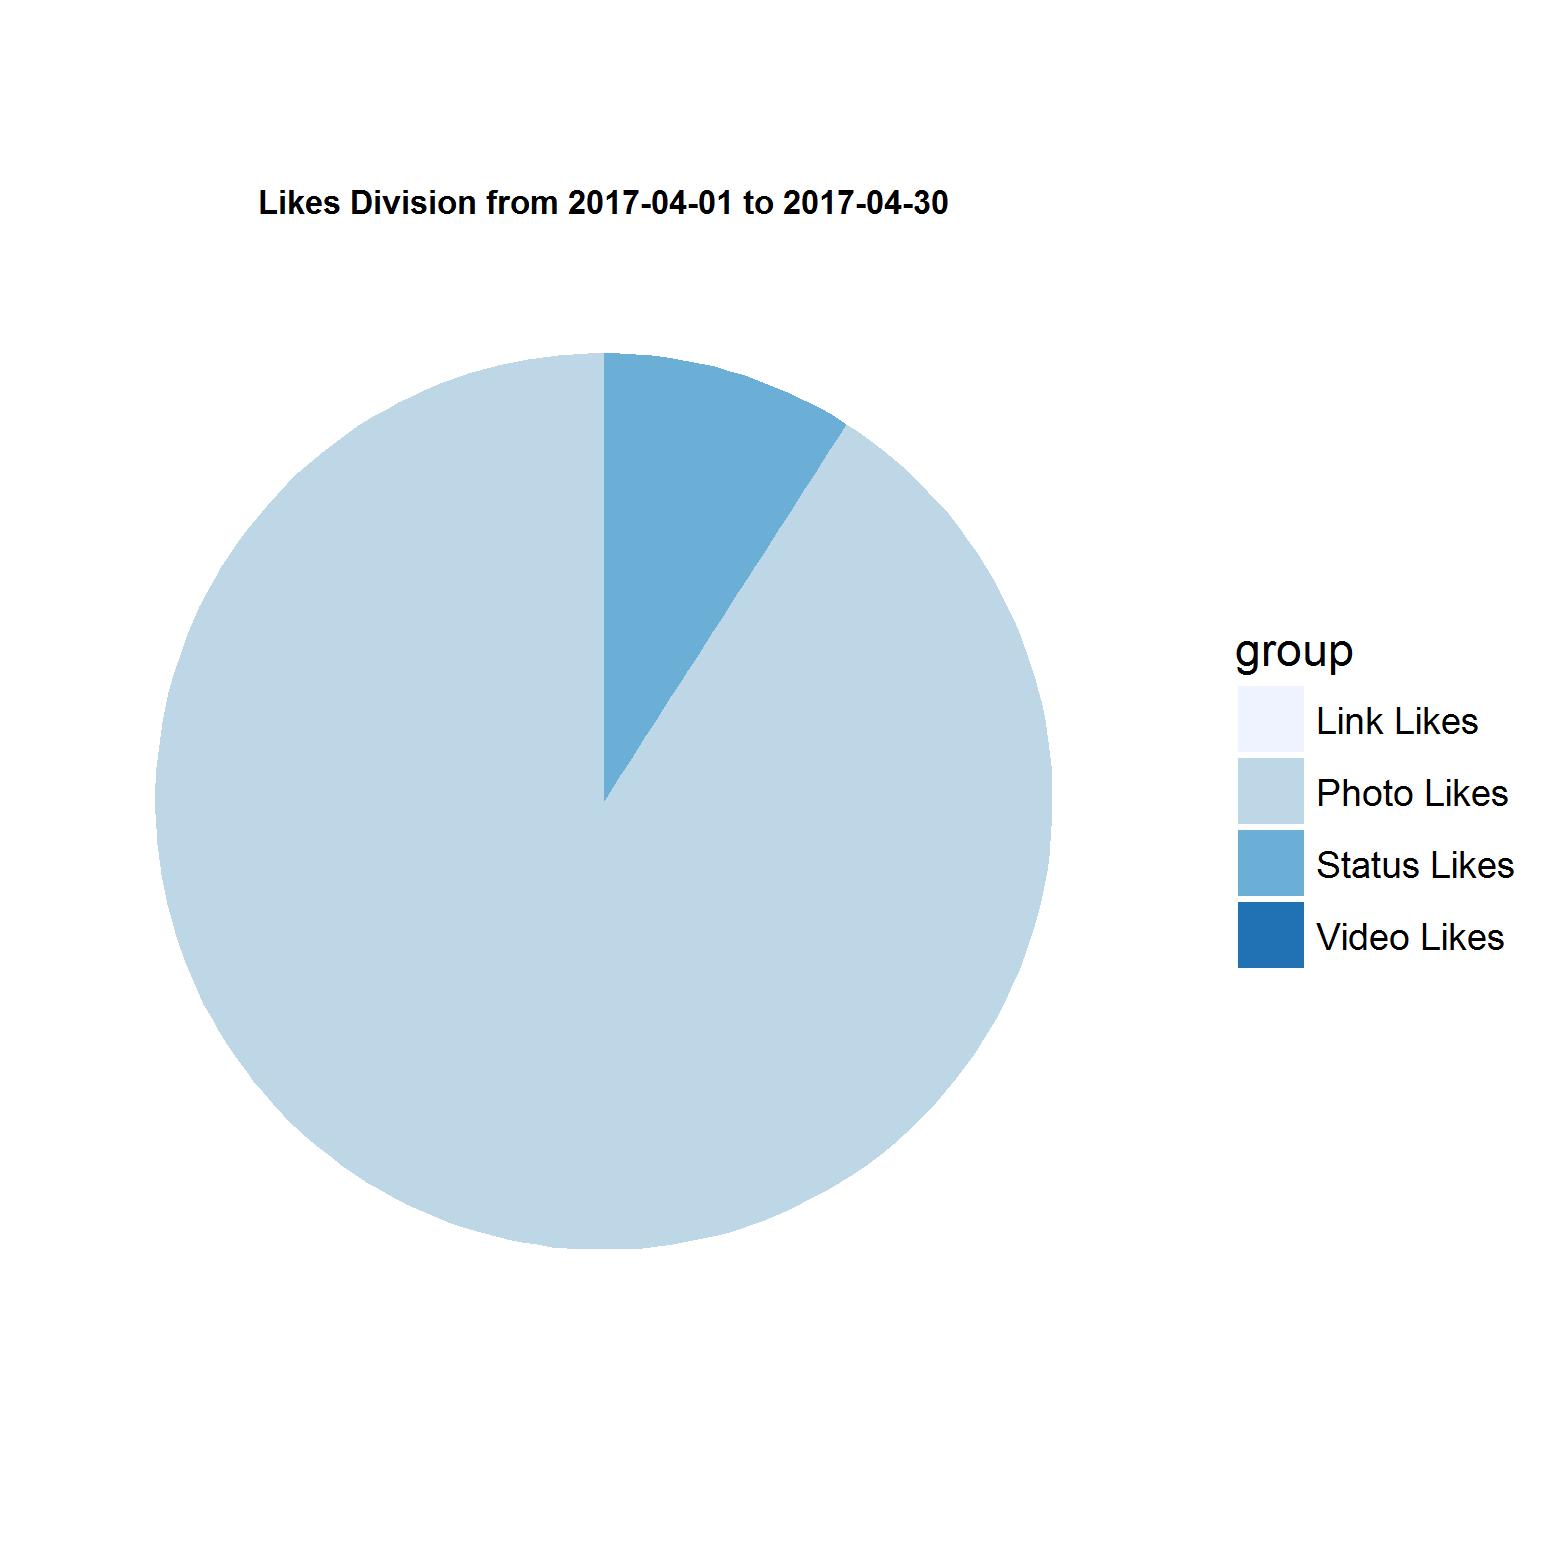 Likes Division from 2017-04-01 to 2017-04-30
group
Link Likes
Photo Likes
Status Likes
Video Likes